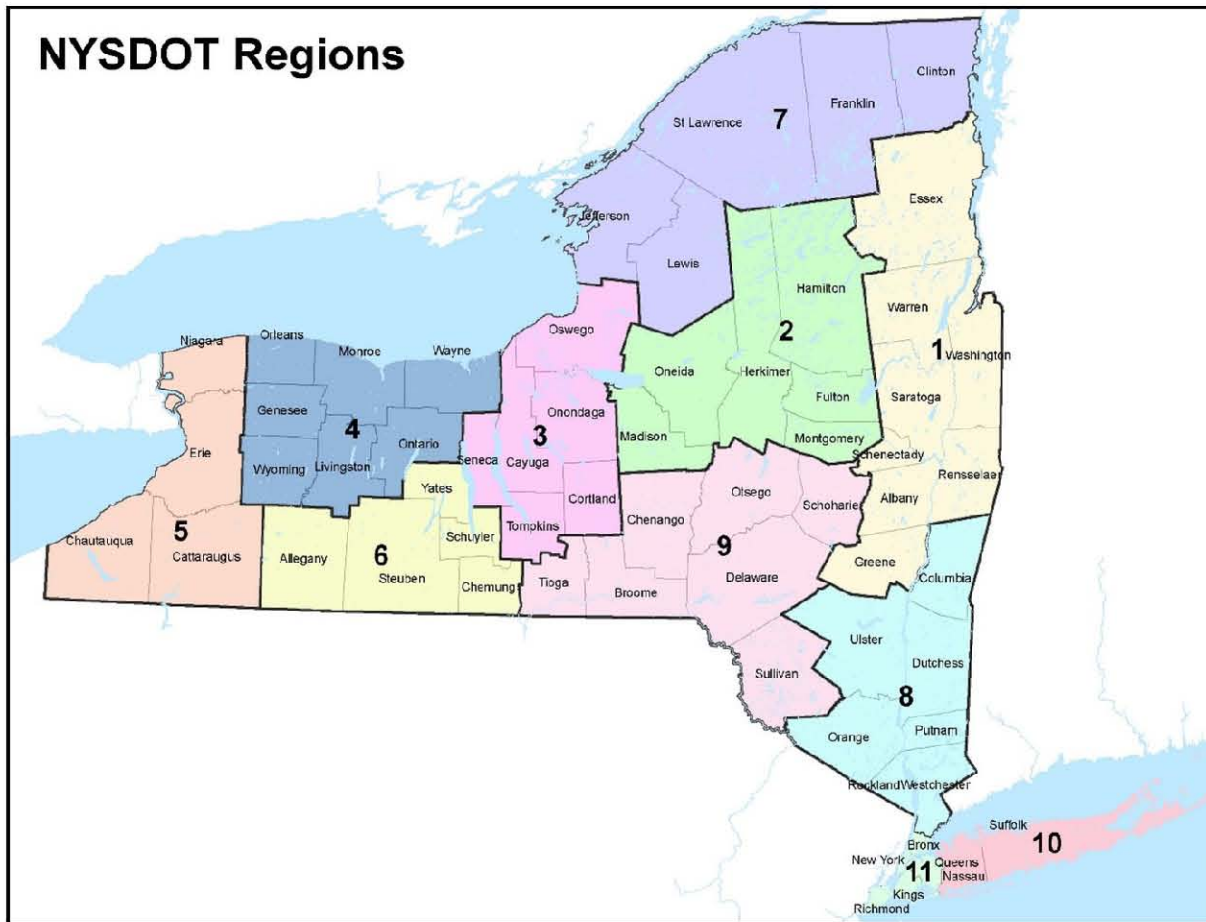 NYSDOT Regions
Clinton
Franklin
St Lawrence
7
Essex
Jefferson
Lewis
Hamilton
Warren
Oswego
2
Niagara
Orleans
Monroe
Wayne
1
Washington
Oneida
Herkimer
Fulton
Saratoga
Genesee
Onondaga
4
3
Ontario
Madison
Montgomery
Erie
Wyoming
Livingston
Seneca
Cayuga
Schenectady
Rensselaer
Yates
Cortland
Otsego
Schoharie
Albany
Chenango
Tompkins
5
Schuyler
Chautauqua
Cattaraugus
Allegany
6
9
Greene
Steuben
Chemung
Tioga
Broome
Delaware
Columbia
Ulster
Dutchess
Sullivan
8
Orange
Putnam
Rockland
Westchester
Suffolk
10
Bronx
New York
11
Queens
Nassau
Kings
Richmond